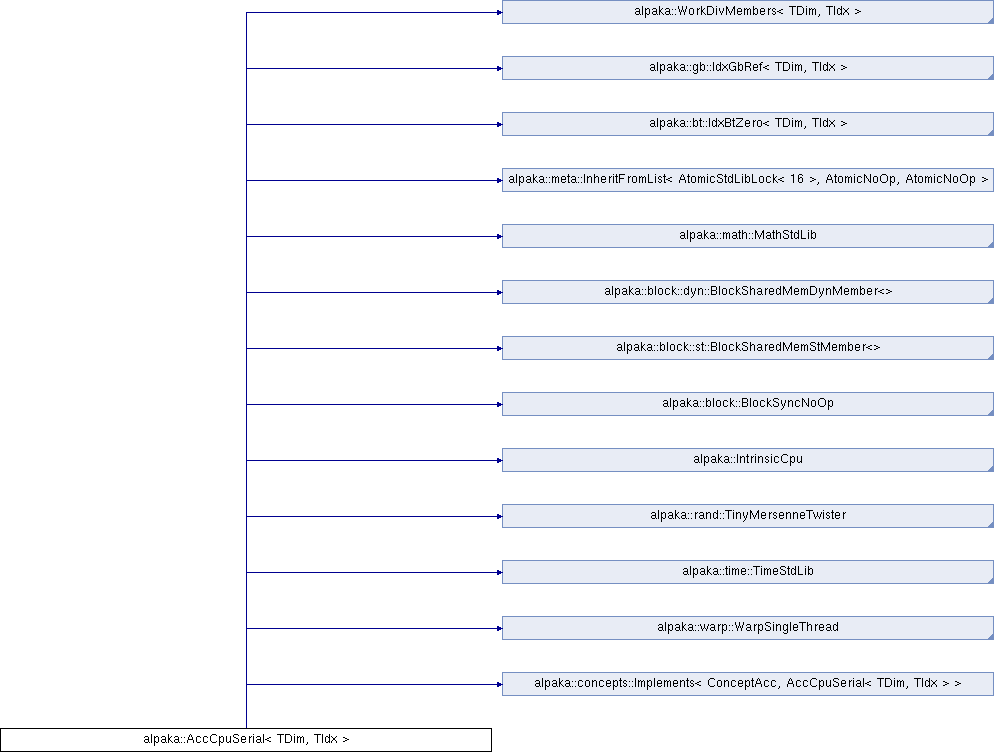 alpaka::WorkDivMembers< TDim, TIdx >
alpaka::gb::IdxGbRef< TDim, TIdx >
alpaka::bt::IdxBtZero< TDim, TIdx >
alpaka::meta::InheritFromList< AtomicStdLibLock< 16 >, AtomicNoOp, AtomicNoOp >
alpaka::math::MathStdLib
alpaka::block::dyn::BlockSharedMemDynMember<>
alpaka::block::st::BlockSharedMemStMember<>
alpaka::block::BlockSyncNoOp
alpaka::IntrinsicCpu
alpaka::rand::TinyMersenneTwister
alpaka::time::TimeStdLib
alpaka::warp::WarpSingleThread
alpaka::concepts::Implements< ConceptAcc, AccCpuSerial< TDim, TIdx > >
alpaka::AccCpuSerial< TDim, TIdx >